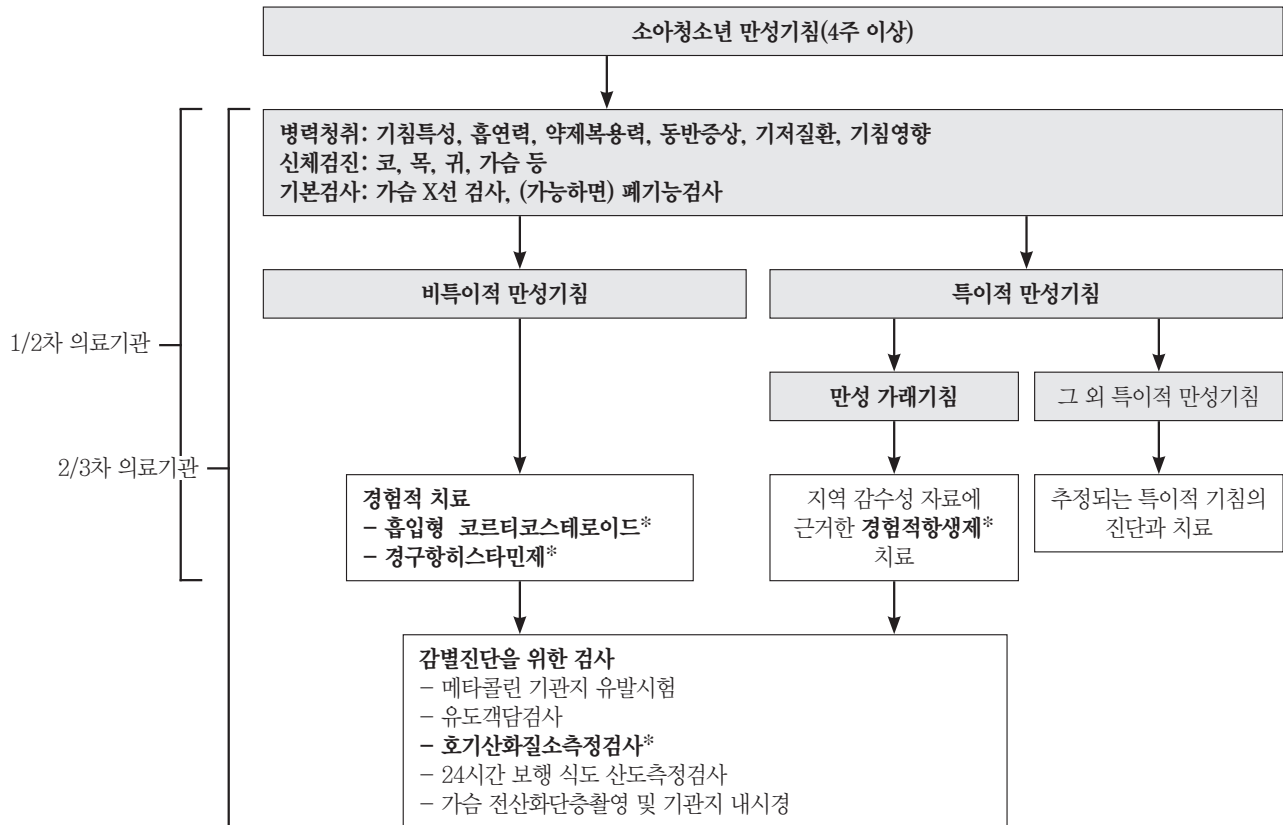 소아청소년 만성기침(4주 이상)
병력청취: 기침특성, 흡연력, 약제복용력, 동반증상, 기저질환, 기침영향
신체검진: 코, 목, 귀, 가슴 등
기본검사: 가슴 X선 검사, (가능하면) 폐기능검사
비특이적 만성기침
특이적 만성기침
1/2차 의료기관
만성 가래기침
그 외 특이적 만성기침
2/3차 의료기관
경험적 치료
– 흡입형 코르티코스테로이드*
– 경구항히스타민제*
지역 감수성 자료에
근거한 경험적항생제*
치료
추정되는 특이적 기침의
진단과 치료
감별진단을 위한 검사
– 메타콜린 기관지 유발시험
– 유도객담검사
– 호기산화질소측정검사*
– 24시간 보행 식도 산도측정검사
– 가슴 전산화단층촬영 및 기관지 내시경